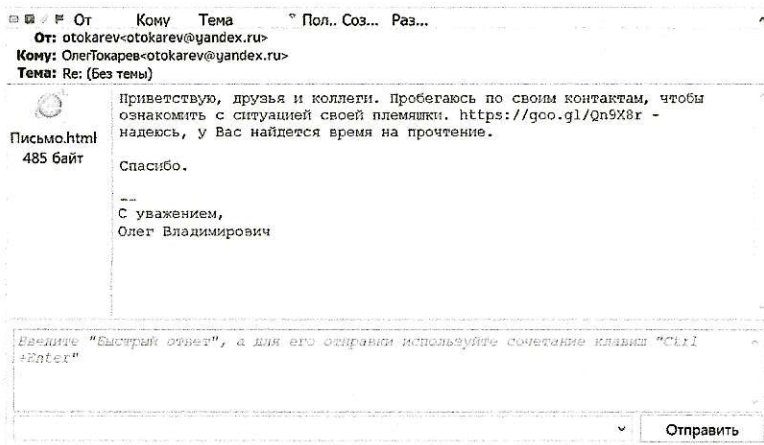 От Кому Тема Пол.. Соз... Раз...
От: otokarev<otokarev@yandex.ru>
Кому: ОлегТокарев<otokarev@yandex.ru>
Тема: Re: (Без темы)
Письмо.html
485 байт
Приветствую, друзья и коллеги. Пробегаюсь по своим контактам, чтобы
ознакомить с ситуацией своей племяшки. https://goo.gl/Qn9X8r -
надеюсь, у Вас найдется время на прочтение.
Спасибо.
--
С уважением,
Олег Владимирович
Введите "Быстрый ответ", а для его отправки используйте сочетание клавиш "Ctrl
+Enter"
Отправить